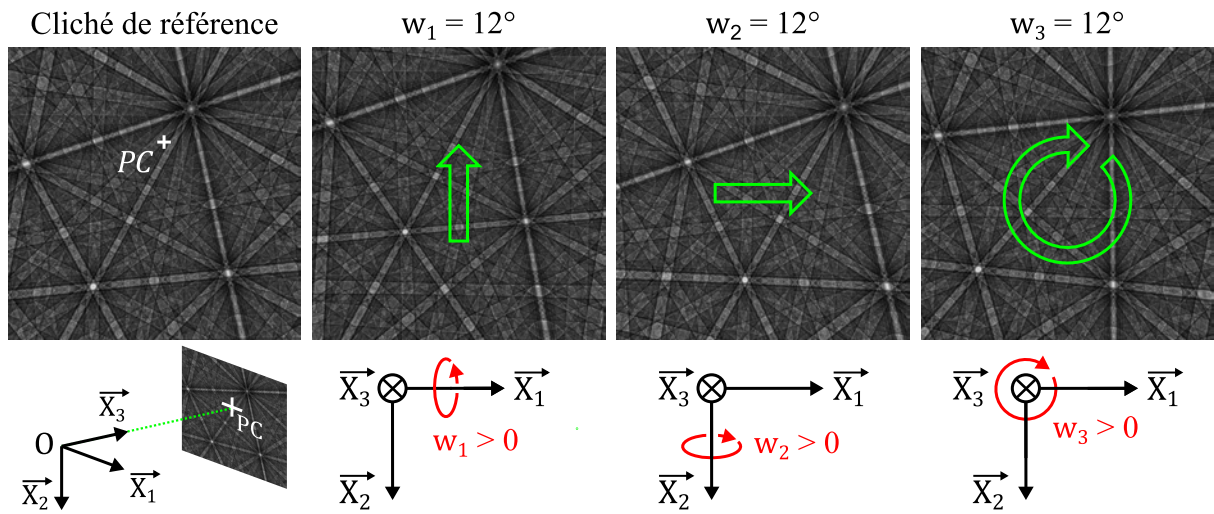 Cliché de référence
w₁ = 12°
w₂ = 12°
w₃ = 12°
PC
X₃
O
X₂
X₁
PC
X₃
X₁
w₁ > 0
X₂
X₃
X₁
w₂ > 0
X₂
X₃
X₁
w₃ > 0
X₂